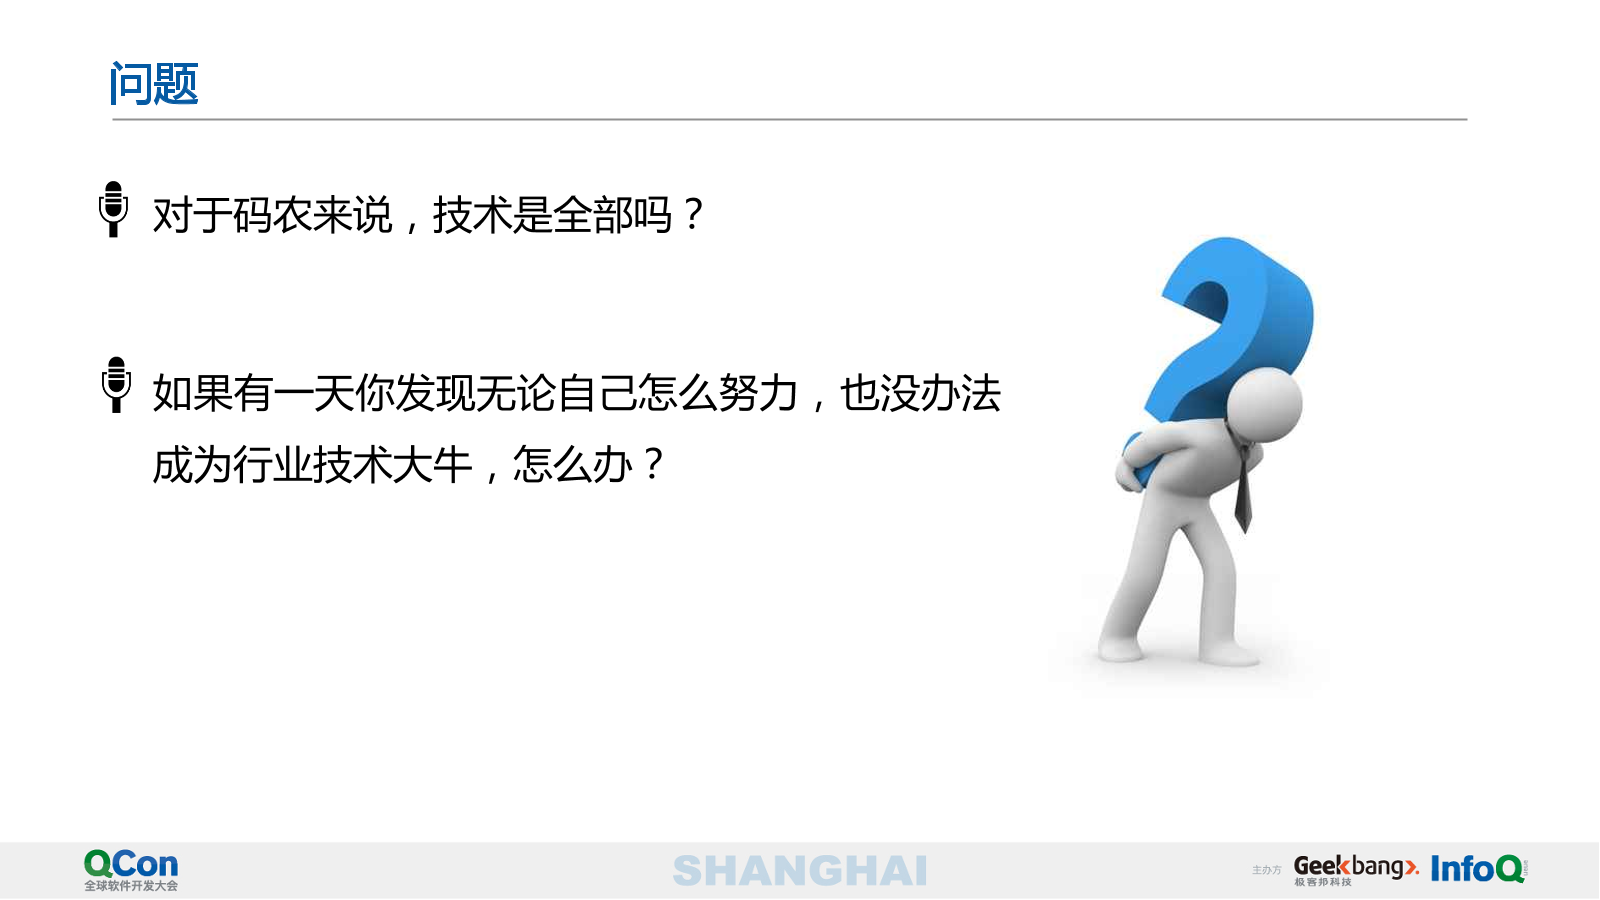 问题
对于码农来说，技术是全部吗？
如果有一天你发现无论自己怎么努力，也没办法
成为行业技术大牛，怎么办？
QCon
全球软件开发大会
SHANGHAI
主办方
Geekbang>.
极客邦科技
InfoQ